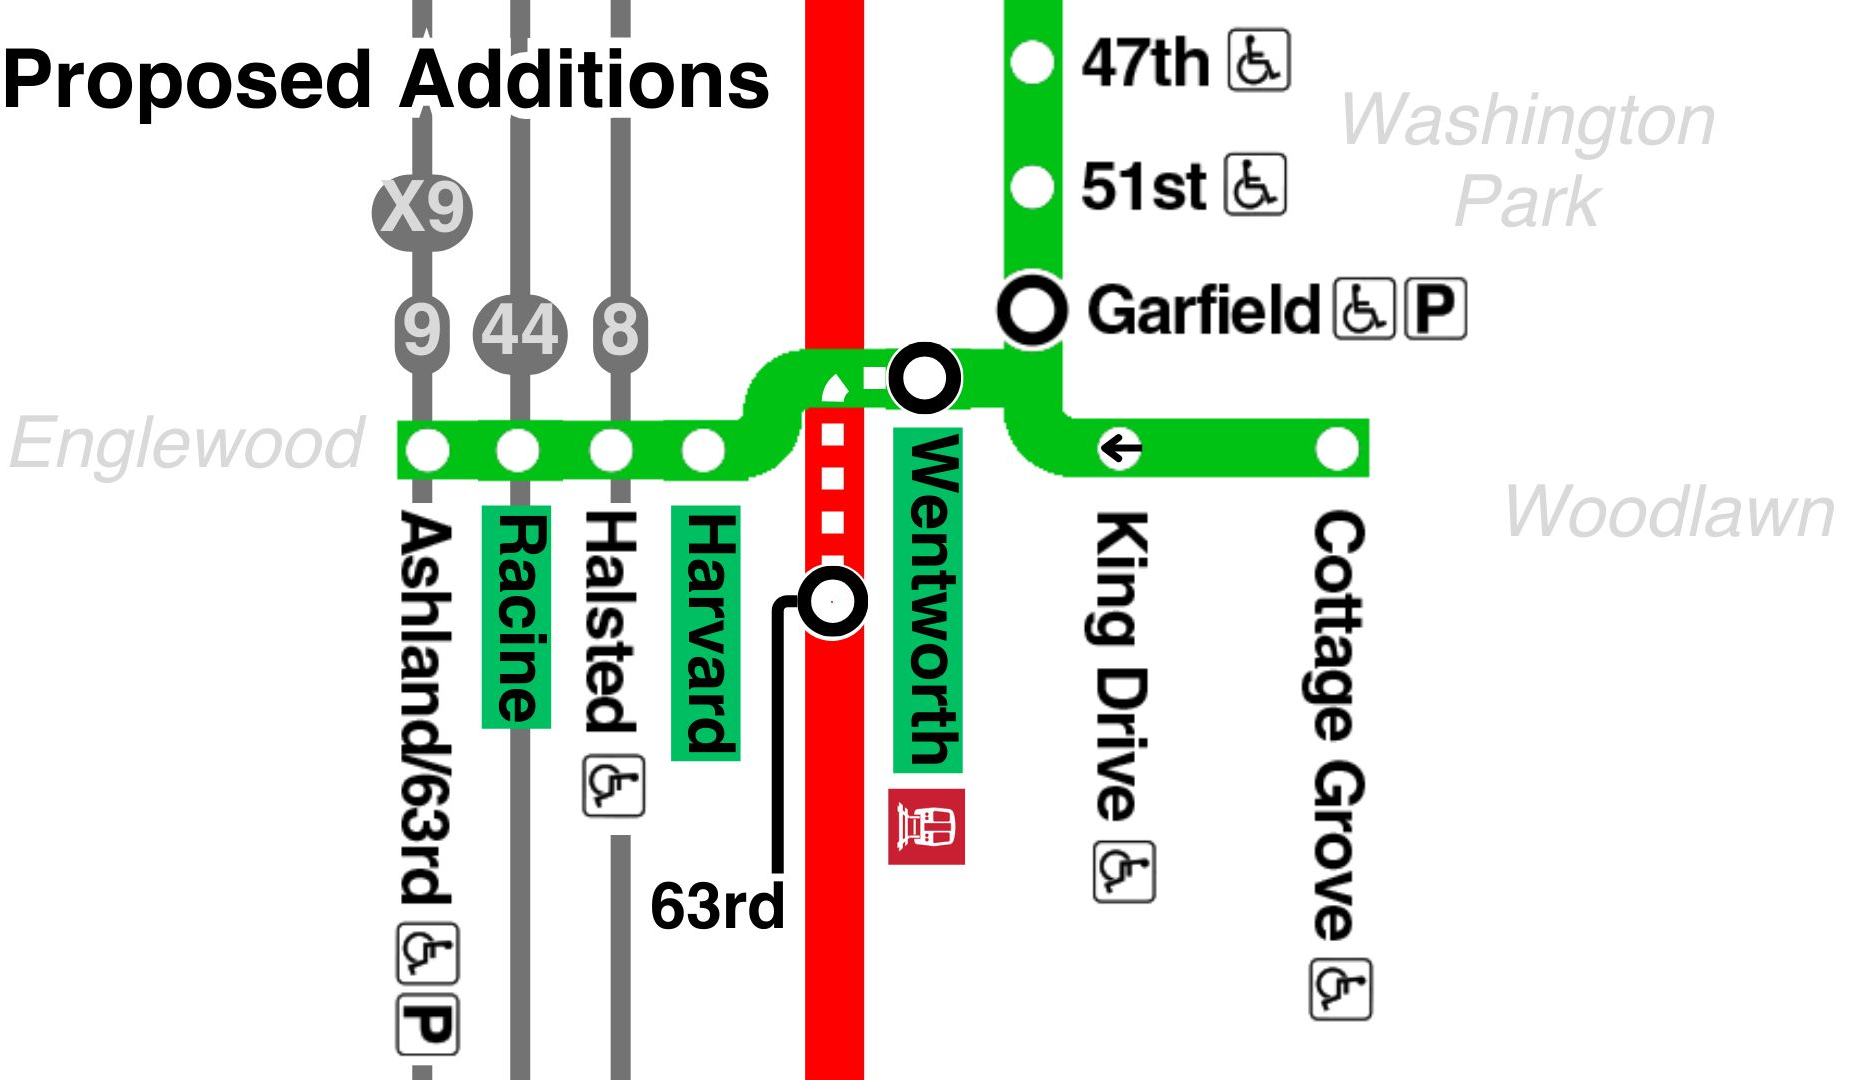 Proposed Additions
47th
Washington
Park
51st
X9
Garfield P
9
44
8
Englewood
Woodlawn
Ashland/63rd P
Racine
Halsted
Harvard
63rd
Wentworth
King Drive
Cottage Grove